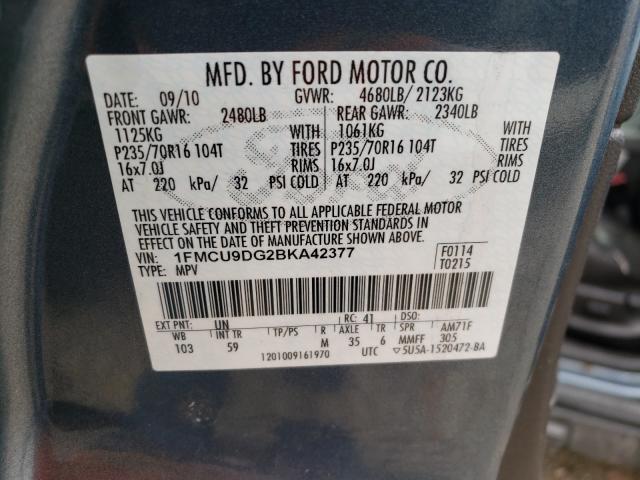 MFD. BY FORD MOTOR CO.
DATE: 09/10 GVWR: 4680LB/ 2123KG
FRONT GAWR: 2480LB REAR GAWR: 2340LB
1125KG 1061KG
P235/70R16 104T TIRES P235/70R16 104T TIRES
16x7.0J RIMS 16x7.0J RIMS
AT 220 kPa/ 32 PSI COLD AT 220 kPa/ 32 PSI COLD
THIS VEHICLE CONFORMS TO ALL APPLICABLE FEDERAL MOTOR
VEHICLE SAFETY AND BUMPER STANDARDS IN
EFFECT ON THE DATE OF MANUFACTURE SHOWN ABOVE.
VIN: 1FMCU9DG2BKA42377 F0114
TYPE: MPV T0215
EXT PNT: UN RC: 41 DSO:
WB INT TR TP/PS R AXLE TR SPR AM71F
103 59 M 35 6 MMFF 305
1201009161970 UTC ▽5U5A-1520472-BA